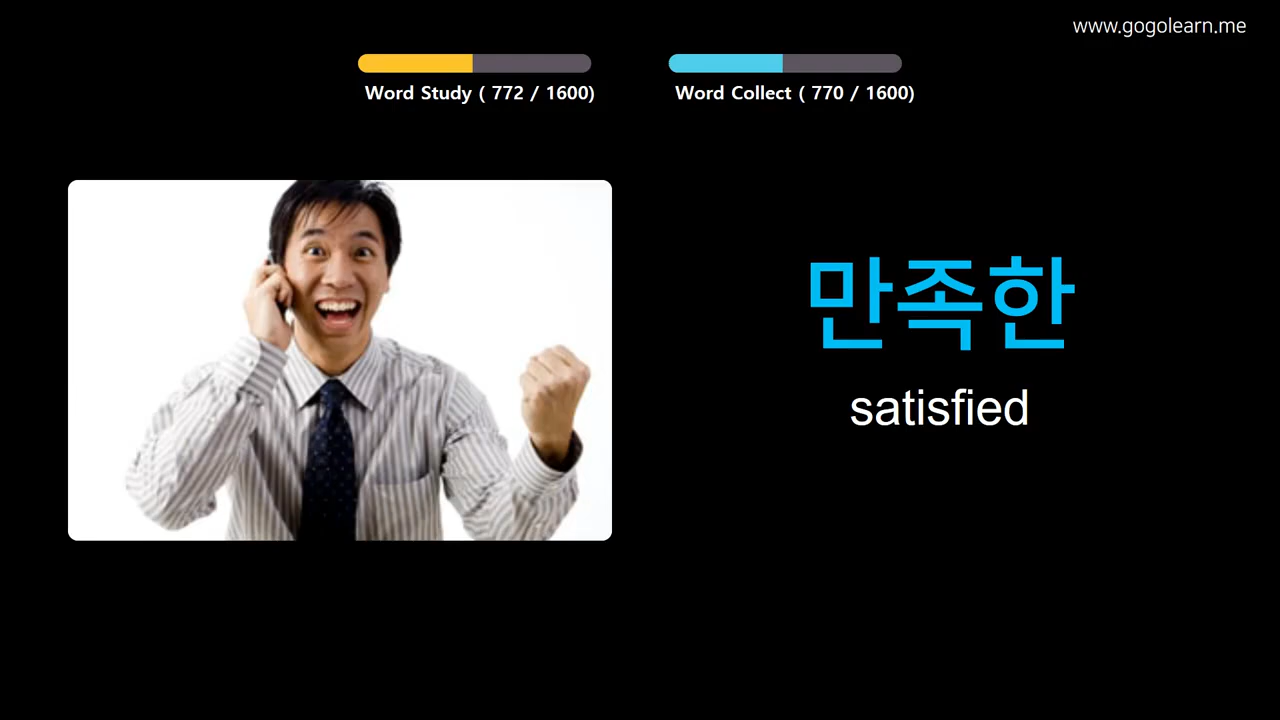 www.gogolearn.me
Word Study ( 772 / 1600)
Word Collect ( 770 / 1600)
만족한
satisfied